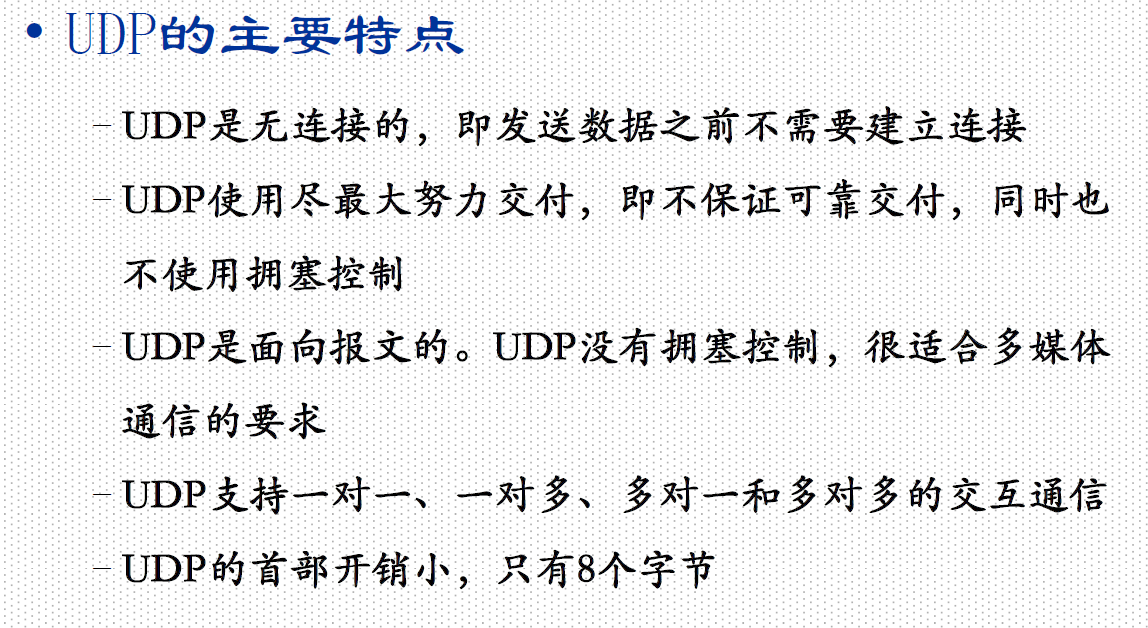 • UDP的主要特点
– UDP是无连接的，即发送数据之前不需要建立连接
– UDP使用尽最大努力交付，即不保证可靠交付，同时也
不使用拥塞控制
– UDP是面向报文的。UDP没有拥塞控制，很适合多媒体
通信的要求
– UDP支持一对一、一对多、多对一和多对多的交互通信
– UDP的首部开销小，只有8个字节